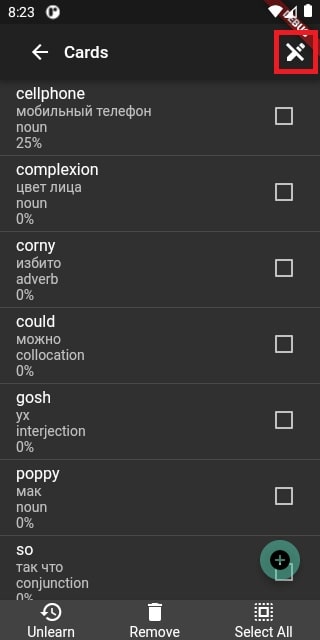 8:23
DEBUG
Cards
cellphone
мобильный телефон
noun
25%
complexion
цвет лица
noun
0%
corny
избито
adverb
0%
could
можно
collocation
0%
gosh
ух
interjection
0%
poppy
мак
noun
0%
so
так что
conjunction
0%
Unlearn
Remove
Select All